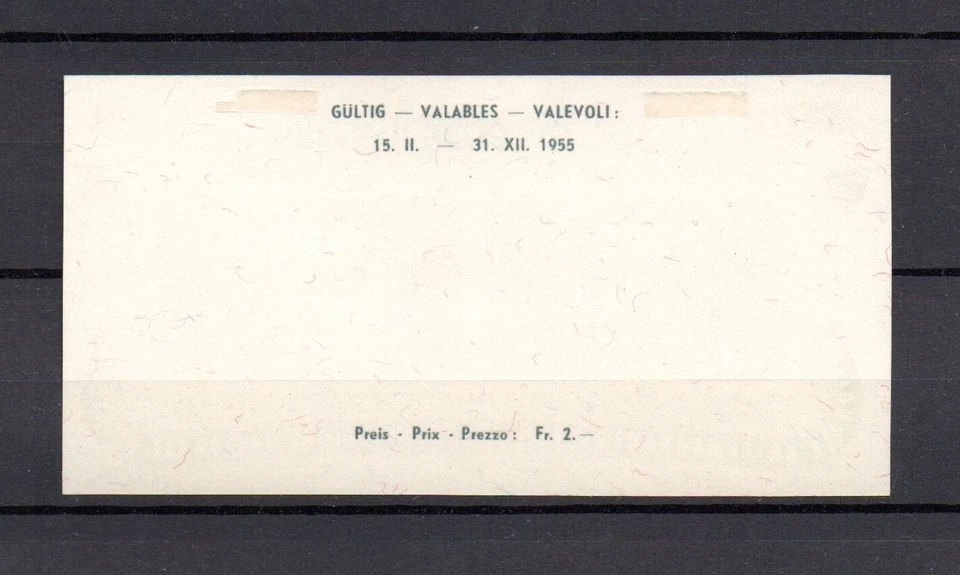 GÜLTIG — VALABLES — VALEVOLI:
15. II. — 31. XII. 1955
Preis - Prix - Prezzo: Fr. 2.—